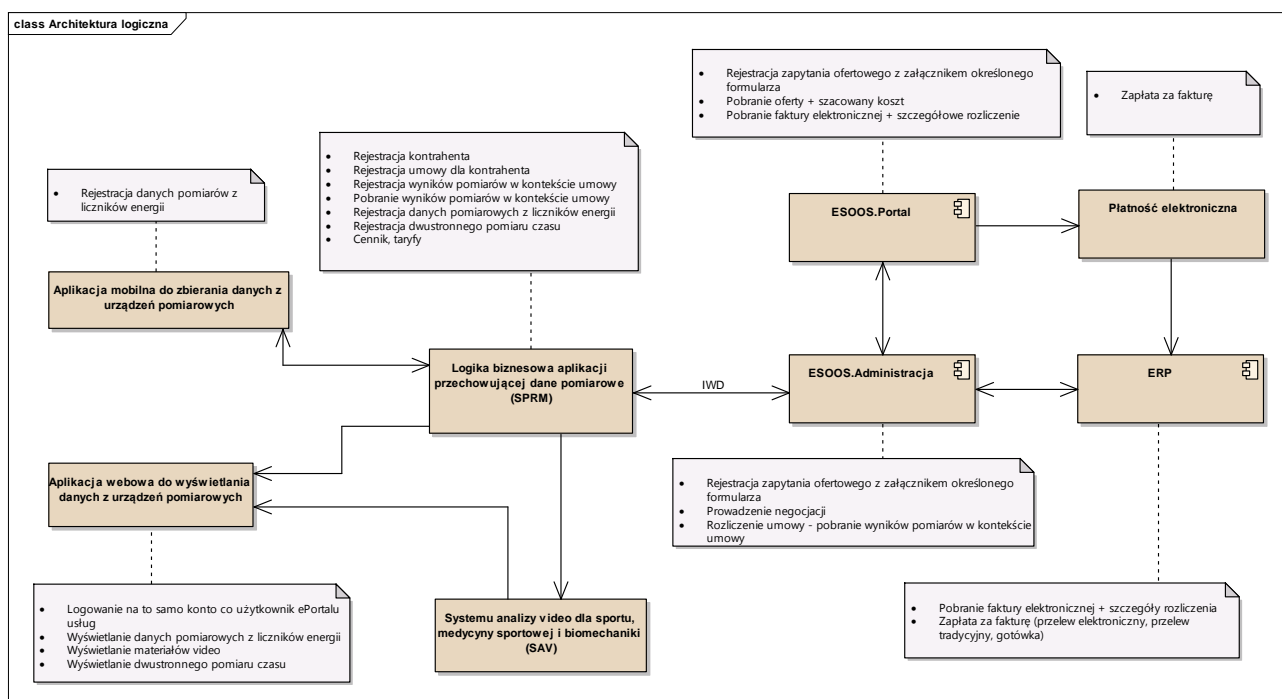 class Architektura logiczna
Rejestracja zapytania ofertowego z załącznikem określonego
formularza
Pobranie oferty + szacowany koszt
Pobranie faktury elektronicznej + szczegółowe rozliczenie
Zapłata za fakturę
Rejestracja kontrahenta
Rejestracja umowy dla kontrahenta
Rejestracja wyników pomiarów w kontekście umowy
Pobranie wyników pomiarów w kontekście umowy
Rejestracja danych pomiarowych z liczników energii
Rejestracja dwustronnego pomiaru czasu
Cennik, taryfy
Rejestracja danych pomiarów z
liczników energii
ESOOS.Portal
Płatność elektroniczna
Aplikacja mobilna do zbierania danych z
urządzeń pomiarowych
Logika biznesowa aplikacji
przechowującej dane pomiarowe
(SPRM)
IWD
ESOOS.Administracja
ERP
Aplikacja webowa do wyświetlania
danych z urządzeń pomiarowych
Rejestracja zapytania ofertowego z załącznikem określonego
formularza
Prowadzenie negocjacji
Rozliczenie umowy - pobranie wyników pomiarów w kontekście
umowy
Logowanie na to samo konto co użytkownik ePortalu
usług
Wyświetlanie danych pomiarowych z liczników energii
Wyświetlanie materiałów video
Wyświetlanie dwustronnego pomiaru czasu
Systemu analizy video dla sportu,
medycyny sportowej i biomechaniki
(SAV)
Pobranie faktury elektronicznej + szczegóły rozliczenia
Zapłata za fakturę (przelew elektroniczny, przelew
tradycyjny, gotówka)